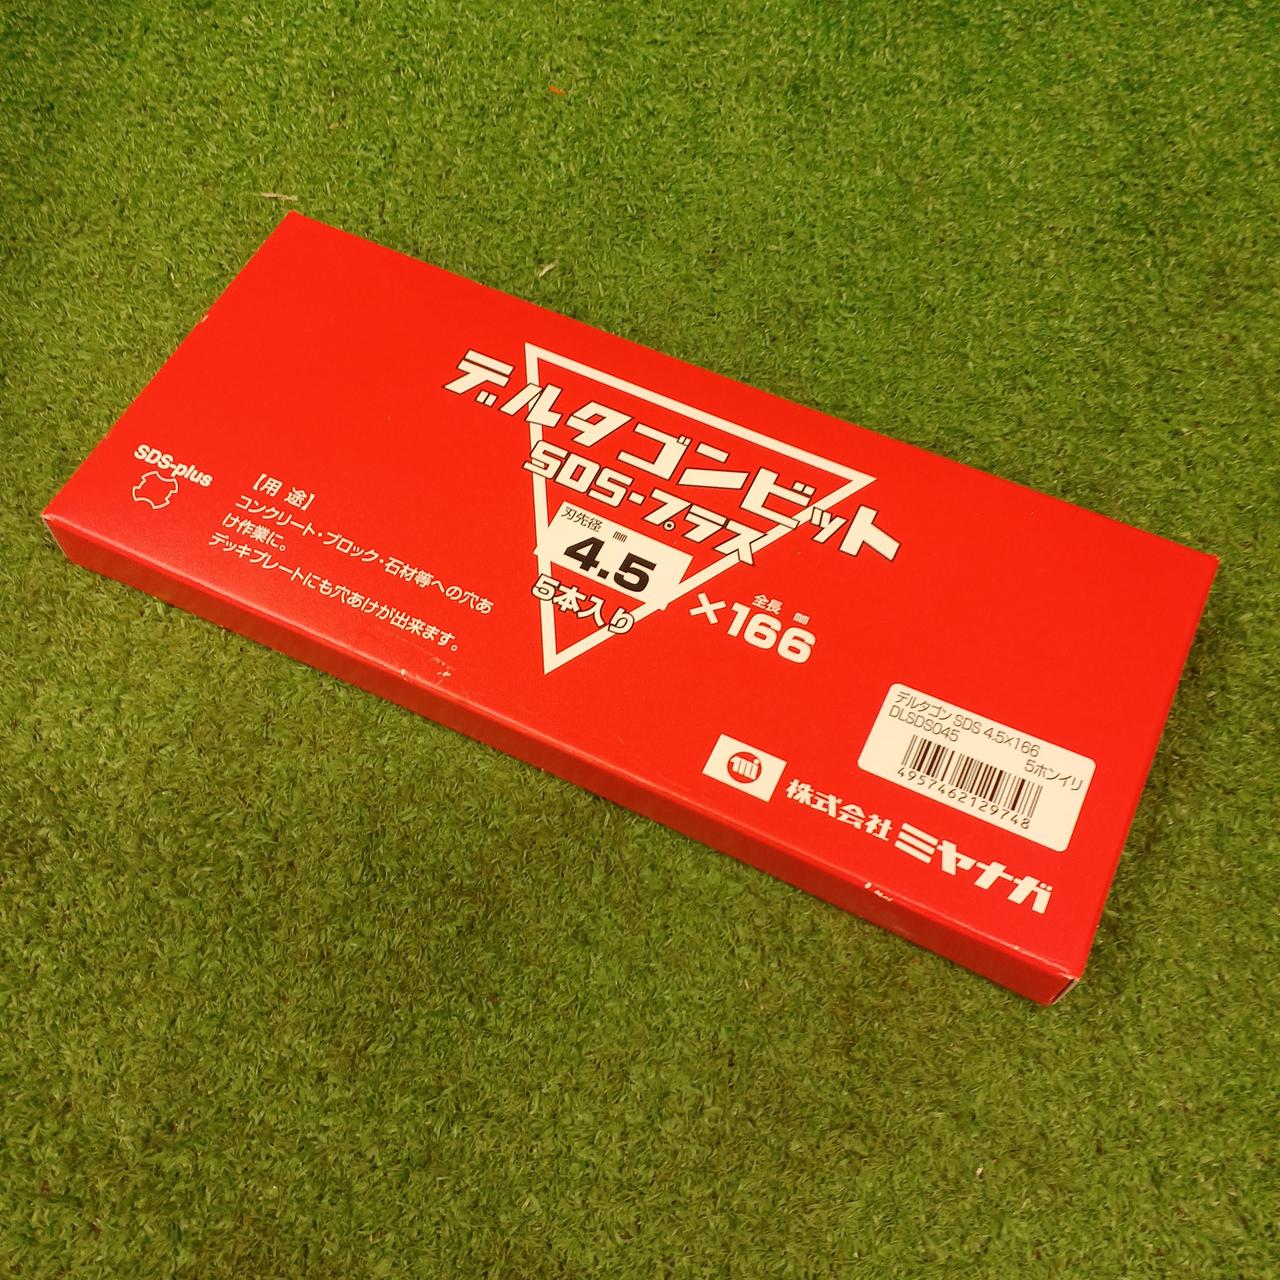 デルタゴンビット
SDS・プラス
刃先径 mm
4.5
全長 mm
×166
5本入り
SDS-plus
【用 途】
コンクリート・ブロック・石材等への穴あ
け作業に。
デッキプレートにも穴あけが出来ます。
デルタゴン SDS 4.5×166
DLSDS045
5ホンイリ
4957462129748
mi
株式会社 ミヤナガ